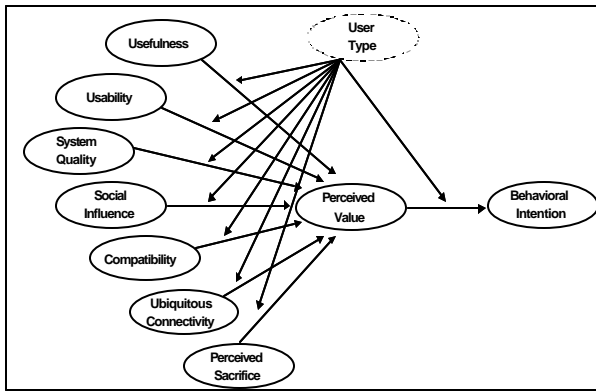 Usefulness
User
Type
Usability
System
Quality
Social
Influence
Perceived
Value
Behavioral
Intention
Compatibility
Ubiquitous
Connectivity
Perceived
Sacrifice